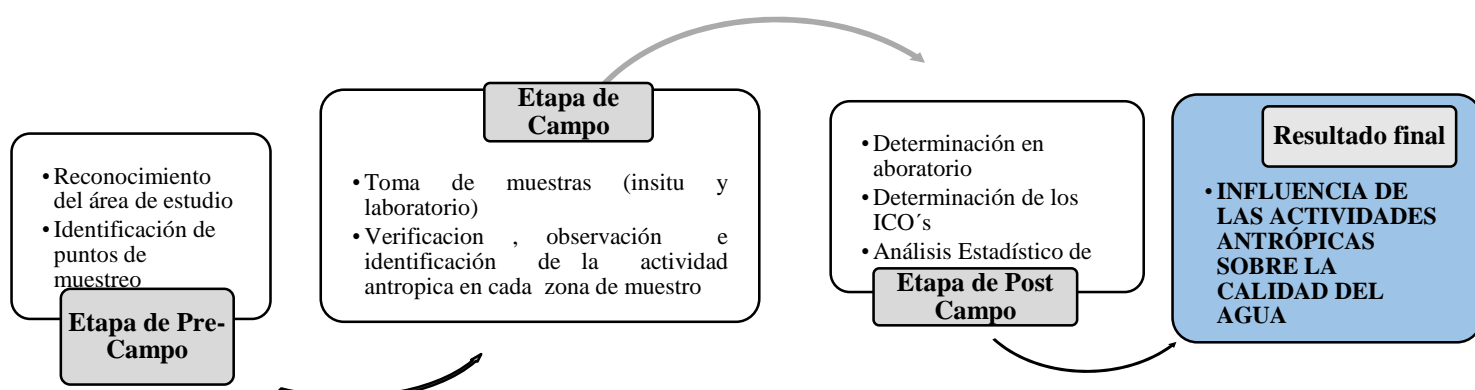 • Reconocimiento
del área de estudio
• Identificación de
puntos de
muestreo
Etapa de Pre-
Campo
Etapa de
Campo
• Toma de muestras (insitu y
laboratorio)
• Verificacion , observación e
identificación de la actividad
antropica en cada zona de muestro
• Determinación en
aboratorio
• Determinación de los
ICO´s
• Análisis Estadístico de
Etapa de Post
Campo
Resultado final
• INFLUENCIA DE
LAS ACTIVIDADES
ANTRÓPICAS
SOBRE LA
CALIDAD DEL
AGUA